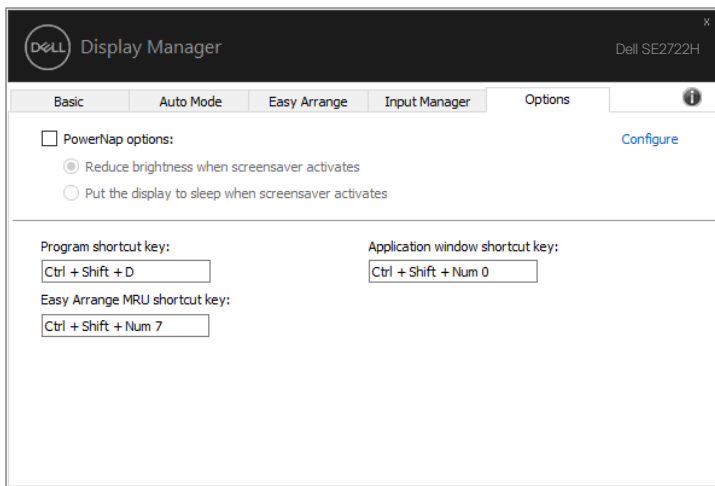 DELL Display Manager
x
Dell SE2722H
Basic Auto Mode Easy Arrange Input Manager Options i
PowerNap options: Configure
Reduce brightness when screensaver activates
Put the display to sleep when screensaver activates
Program shortcut key: Application window shortcut key:
Ctrl + Shift + D Ctrl + Shift + Num 0
Easy Arrange MRU shortcut key:
Ctrl + Shift + Num 7